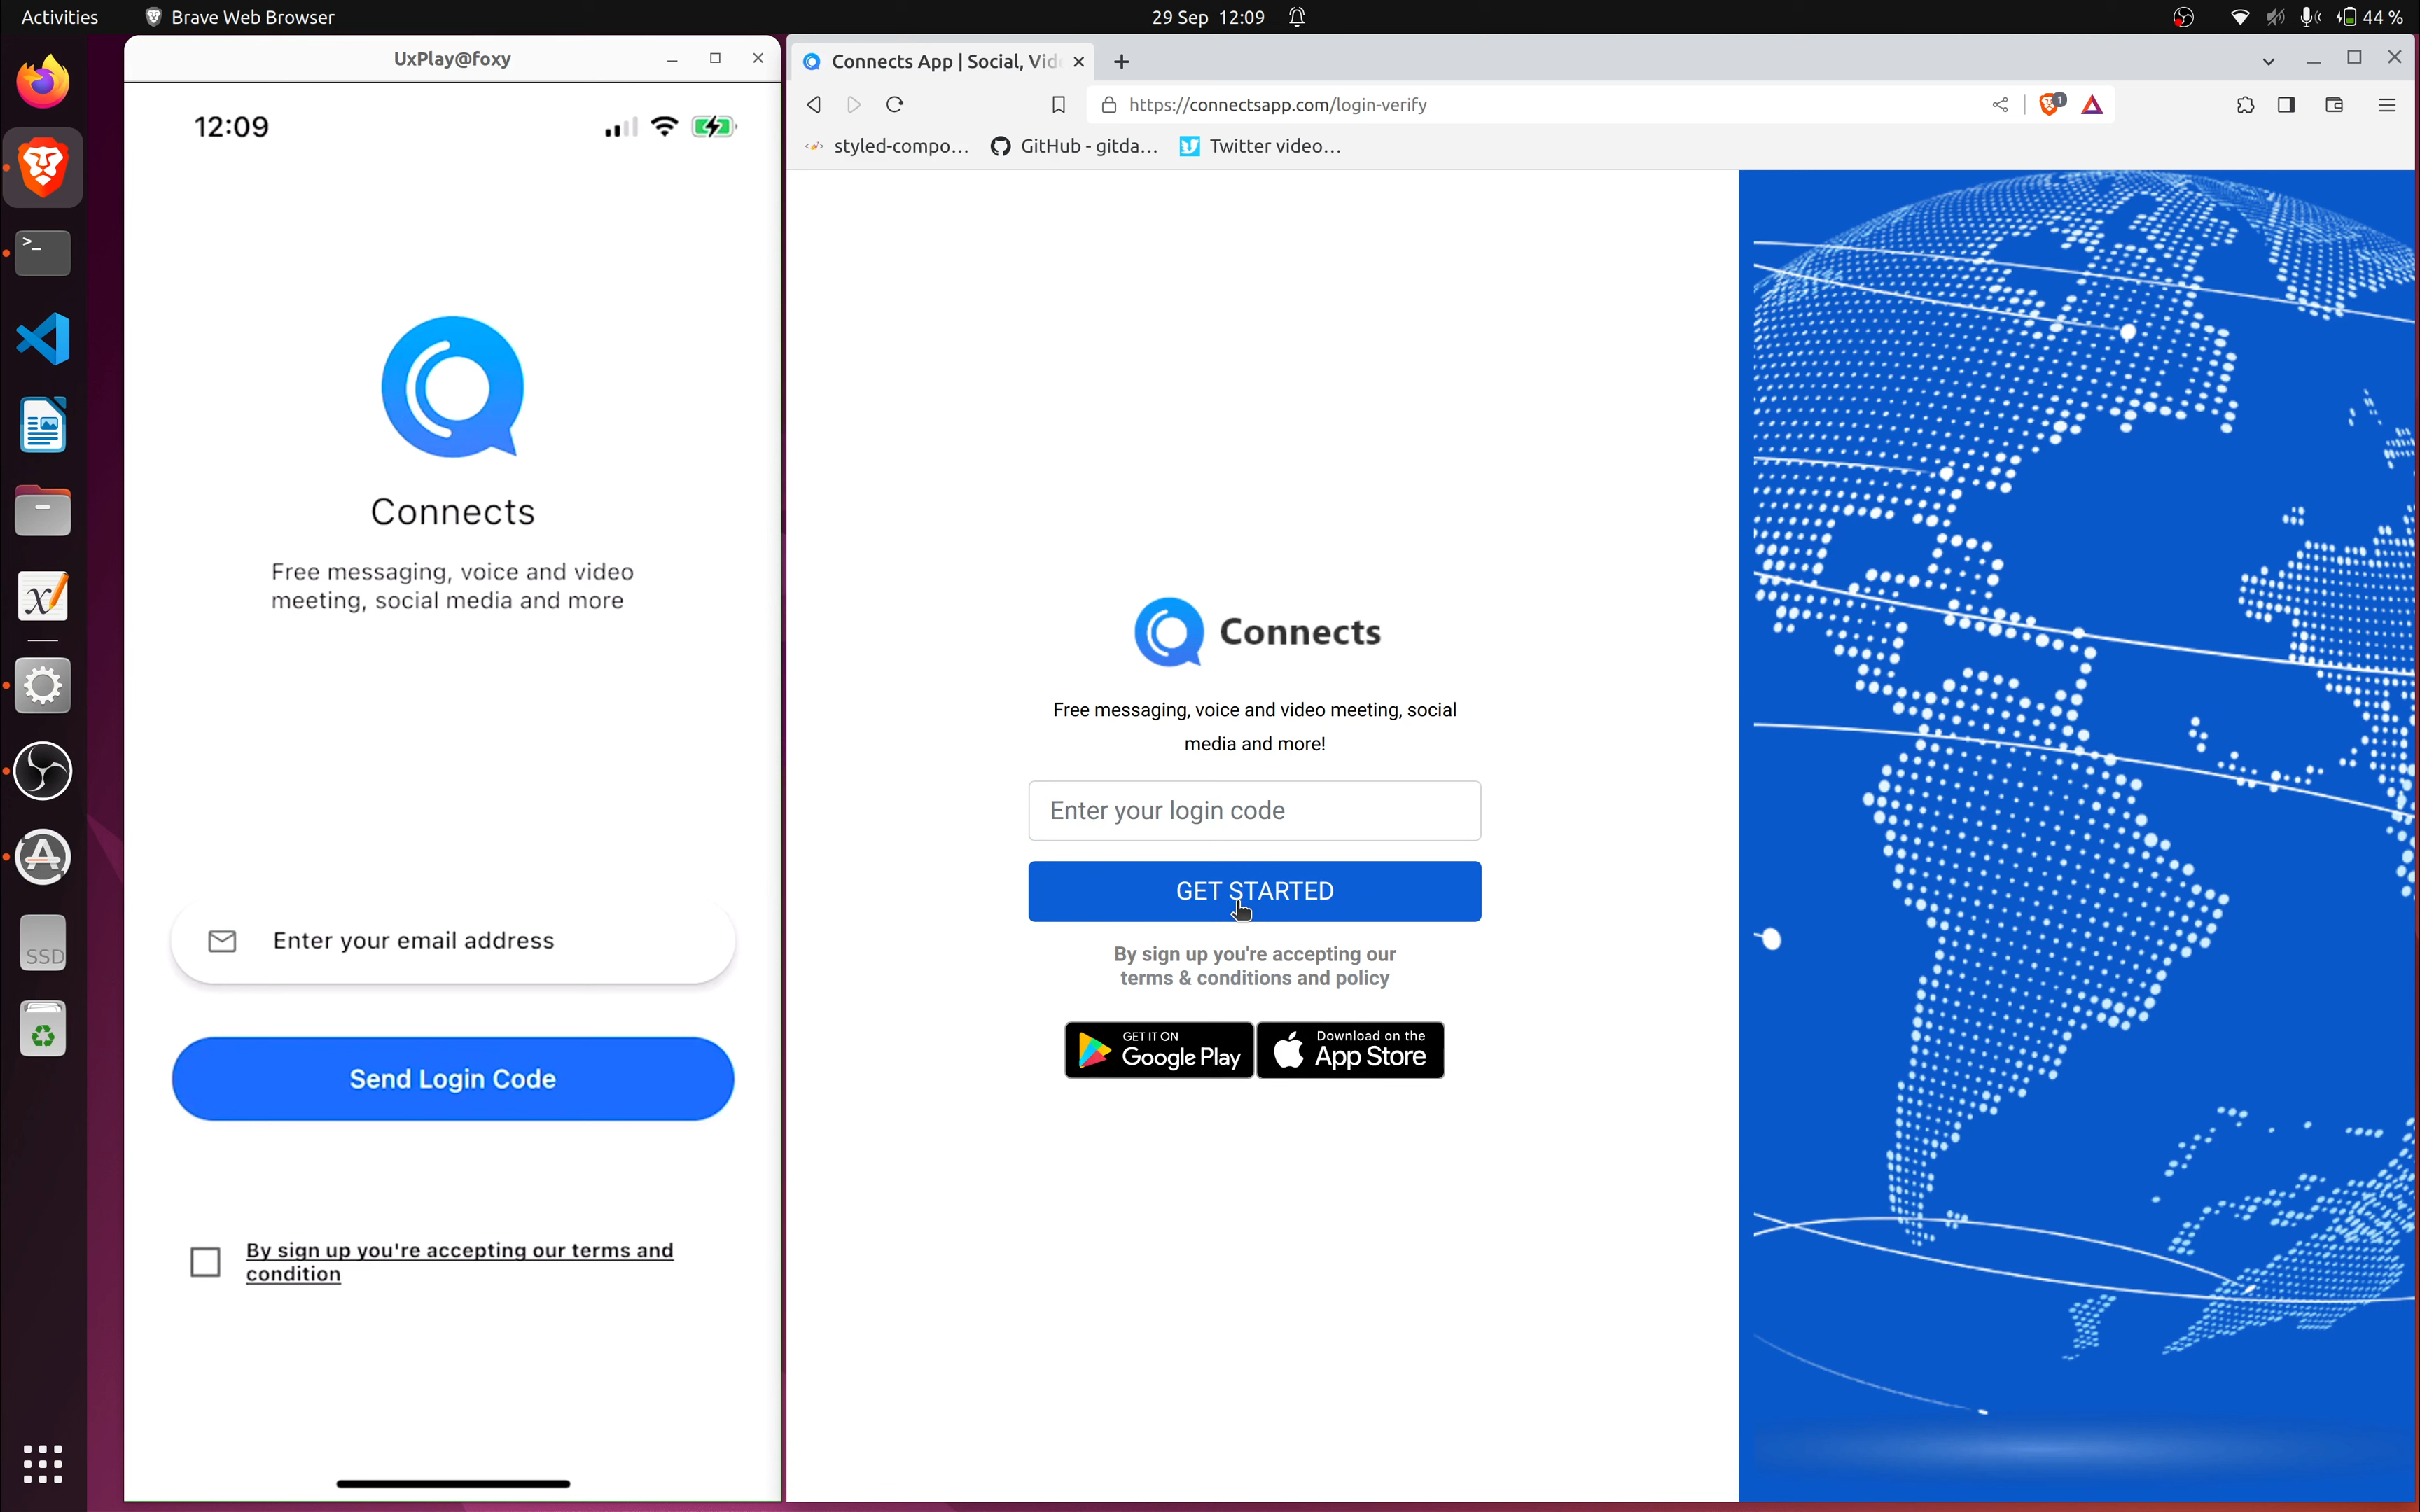 Activities
Brave Web Browser
29 Sep 12:09
44 %
UxPlay@foxy
12:09
Connects
Free messaging, voice and video
meeting, social media and more
Enter your email address
Send Login Code
By sign up you're accepting our terms and
condition
SSD
Connects App | Social, Vide
https://connectsapp.com/login-verify
1
styled-compo...
GitHub - gitda...
Twitter video...
Connects
Free messaging, voice and video meeting, social
media and more!
Enter your login code
GET STARTED
By sign up you're accepting our
terms & conditions and policy
GET IT ON
Google Play
Download on the
App Store